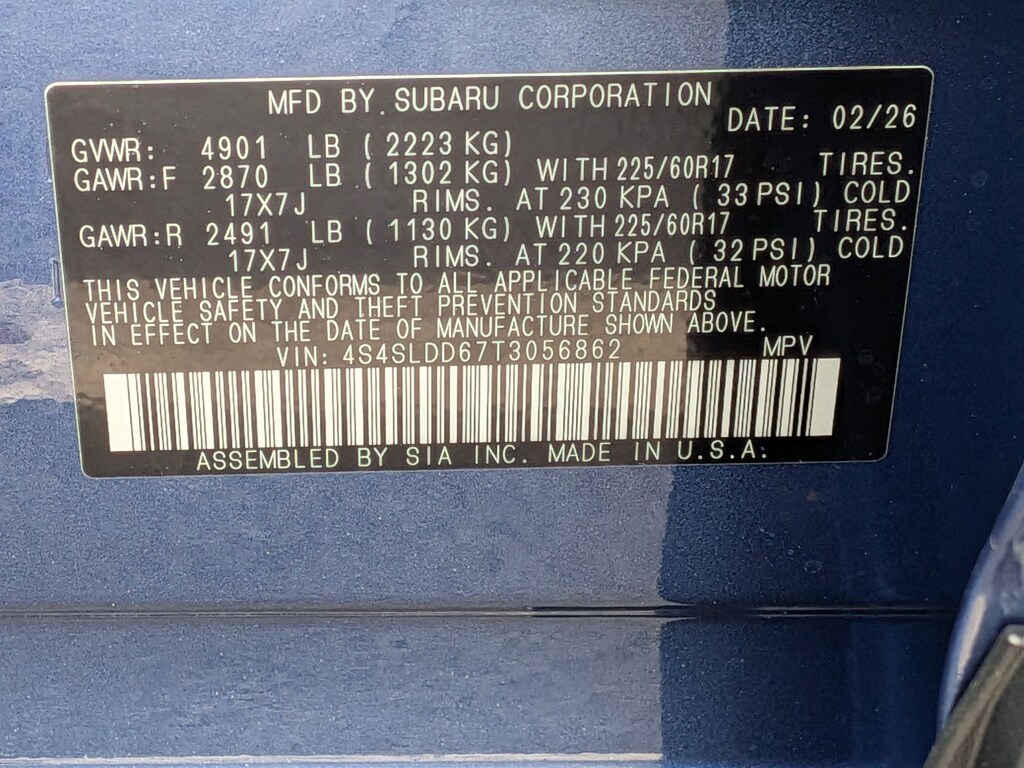 MFD BY SUBARU CORPORATION
DATE: 02/26
GVWR: 4901 LB ( 2223 KG)
GAWR:F 2870 LB ( 1302 KG) WITH 225/60R17 TIRES.
17X7J RIMS. AT 230 KPA ( 33 PSI) COLD
GAWR:R 2491 LB ( 1130 KG) WITH 225/60R17 TIRES.
17X7J RIMS. AT 220 KPA ( 32 PSI) COLD
THIS VEHICLE CONFORMS TO ALL APPLICABLE FEDERAL MOTOR
VEHICLE SAFETY AND THEFT PREVENTION STANDARDS
IN EFFECT ON THE DATE OF MANUFACTURE SHOWN ABOVE.
VIN: 4S4SLDD67T3056862 MPV
ASSEMBLED BY SIA INC. MADE IN U.S.A.